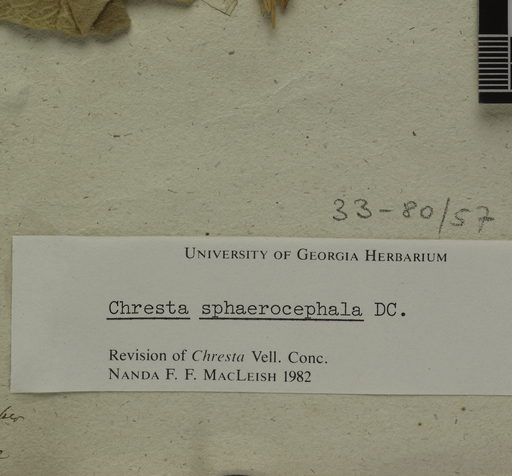 33-80/57
UNIVERSITY OF GEORGIA HERBARIUM
Chresta sphaerocephala DC.
Revision of Chresta Vell. Conc.
NANDA F. F. MACLEISH 1982